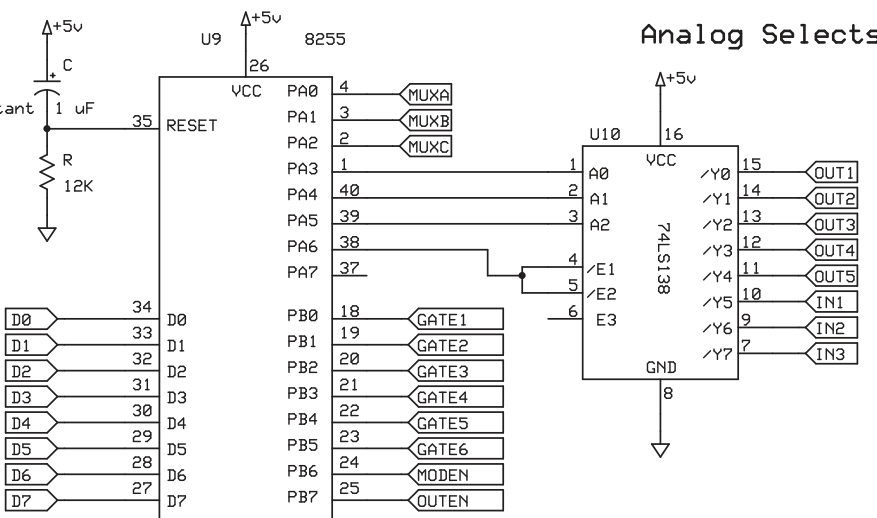 Analog Selects
+5v
+5v
+5v
C
+
tant 1 uF
R
12K
U9 8255
26
VCC
35 RESET
PA0 4 MUXA
PA1 3 MUXB
PA2 2 MUXC
PA3 1
PA4 40
PA5 39
PA6 38
PA7 37
D0 34 D0
D1 33 D1
D2 32 D2
D3 31 D3
D4 30 D4
D5 29 D5
D6 28 D6
D7 27 D7
PB0 18 GATE1
PB1 19 GATE2
PB2 20 GATE3
PB3 21 GATE4
PB4 22 GATE5
PB5 23 GATE6
PB6 24 MODEN
PB7 25 OUTEN
U10
16
VCC
74LS138
1 A0
2 A1
3 A2
4 /E1
5 /E2
6 E3
/Y0 15 OUT1
/Y1 14 OUT2
/Y2 13 OUT3
/Y3 12 OUT4
/Y4 11 OUT5
/Y5 10 IN1
/Y6 9 IN2
/Y7 7 IN3
GND
8